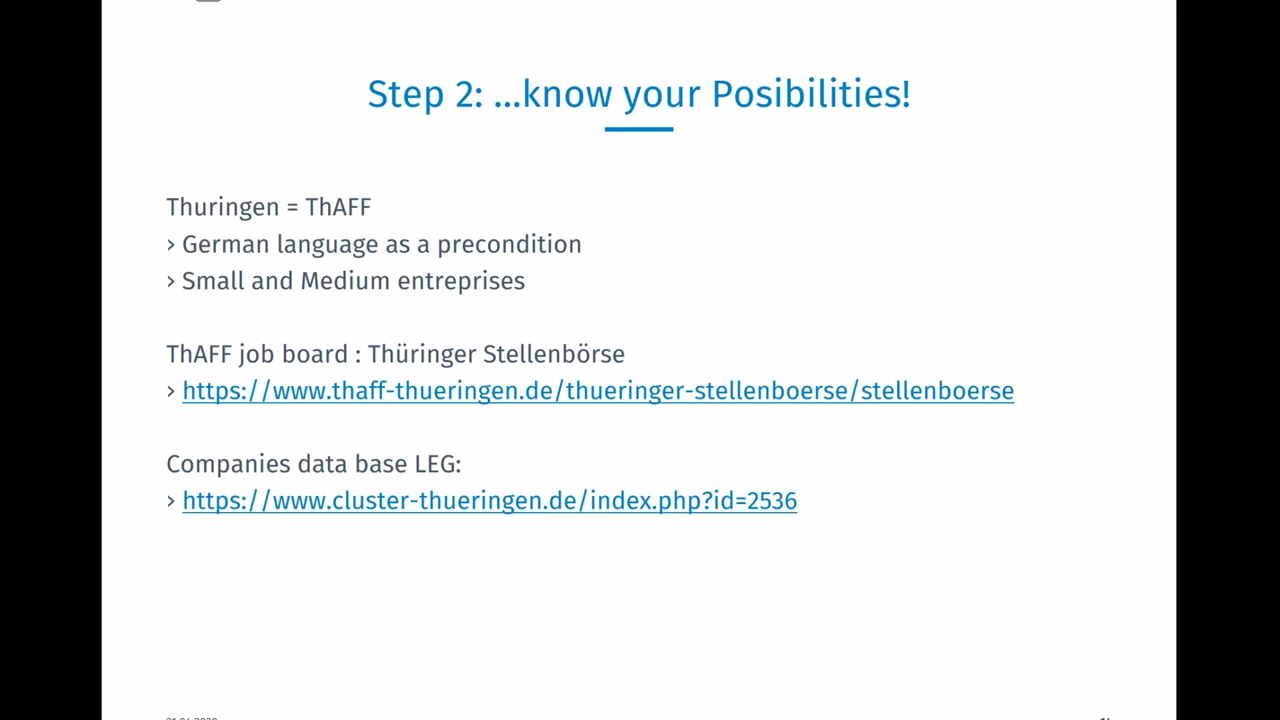 Step 2: ...know your Posibilities!
Thuringen = ThAFF
› German language as a precondition
› Small and Medium entreprises
ThAFF job board : Thüringer Stellenbörse
› https://www.thaff-thueringen.de/thueringer-stellenboerse/stellenboerse
Companies data base LEG:
› https://www.cluster-thueringen.de/index.php?id=2536